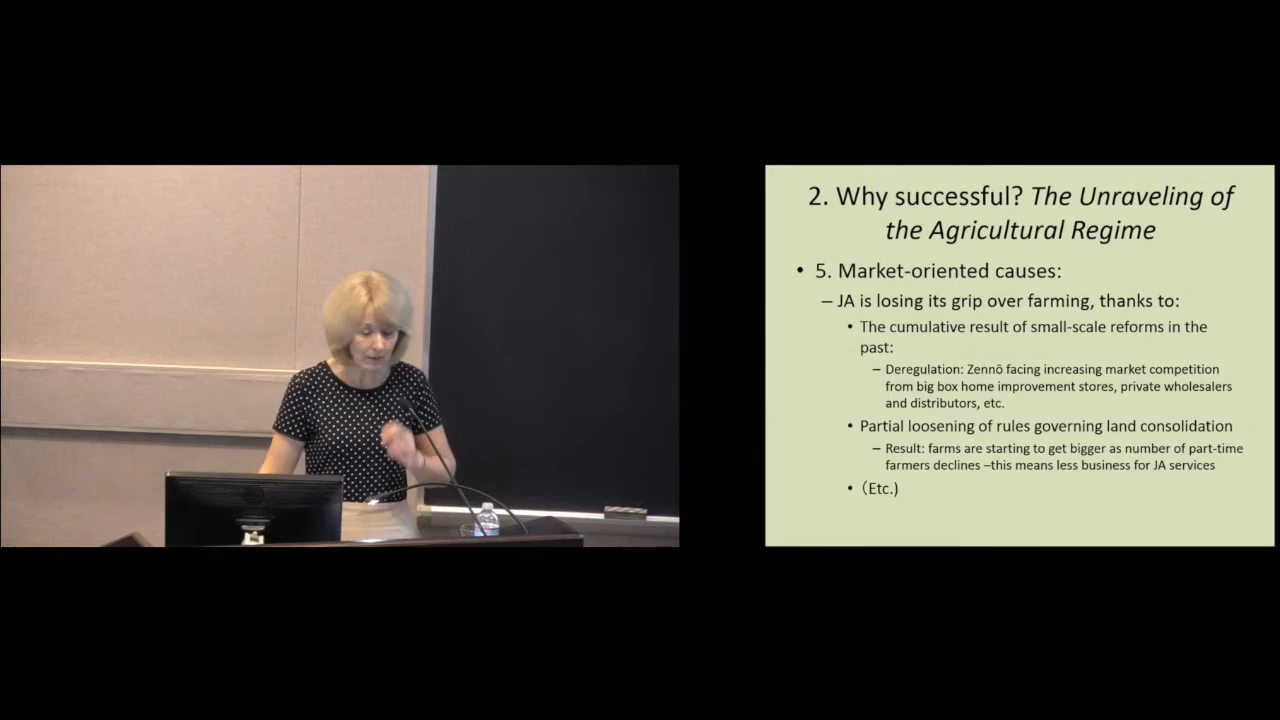 2. Why successful? The Unraveling of
the Agricultural Regime
• 5. Market-oriented causes:
– JA is losing its grip over farming, thanks to:
• The cumulative result of small-scale reforms in the
past:
– Deregulation: Zennō facing increasing market competition
from big box home improvement stores, private wholesalers
and distributors, etc.
• Partial loosening of rules governing land consolidation
– Result: farms are starting to get bigger as number of part-time
farmers declines –this means less business for JA services
• （Etc.)